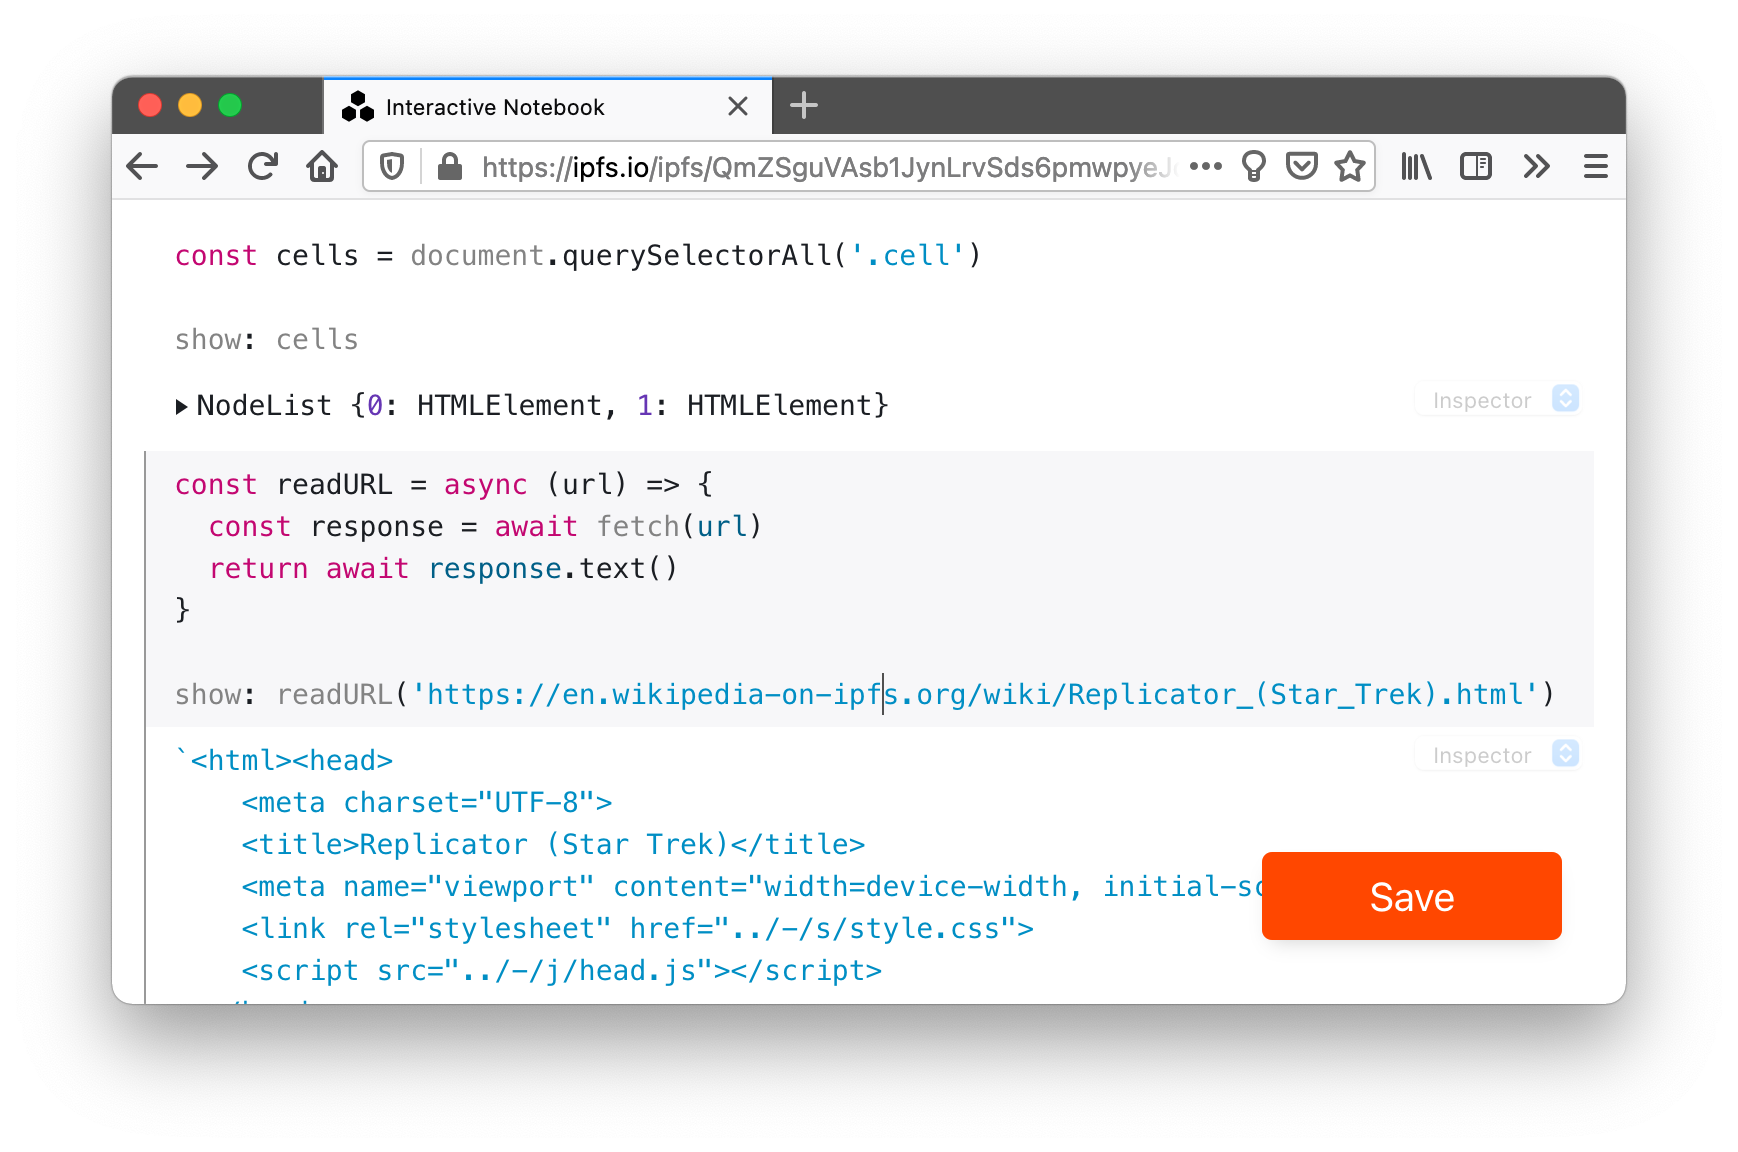 Interactive Notebook
https://ipfs.io/ipfs/QmZSguVAsb1JynLrvSds6pmwpyeJ
const cells = document.querySelectorAll('.cell')
show: cells
NodeList {0: HTMLElement, 1: HTMLElement}
Inspector
const readURL = async (url) => {
  const response = await fetch(url)
  return await response.text()
}
show: readURL('https://en.wikipedia-on-ipfs.org/wiki/Replicator_(Star_Trek).html')
`<html><head>
Inspector
    <meta charset="UTF-8">
    <title>Replicator (Star Trek)</title>
    <meta name="viewport" content="width=device-width, initial-sc
Save
    <link rel="stylesheet" href="../-/s/style.css">
    <script src="../-/j/head.js"></script>